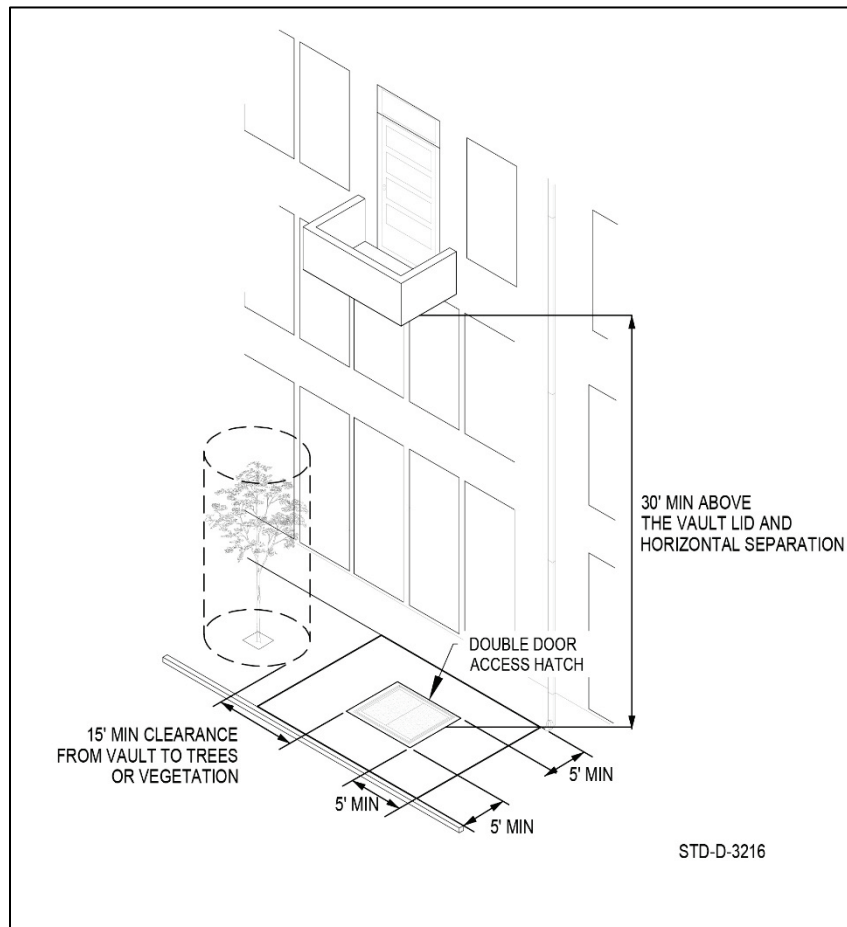 30' MIN ABOVE
THE VAULT LID AND
HORIZONTAL SEPARATION
DOUBLE DOOR
ACCESS HATCH
15' MIN CLEARANCE
FROM VAULT TO TREES
OR VEGETATION
5' MIN
5' MIN
5' MIN
STD-D-3216